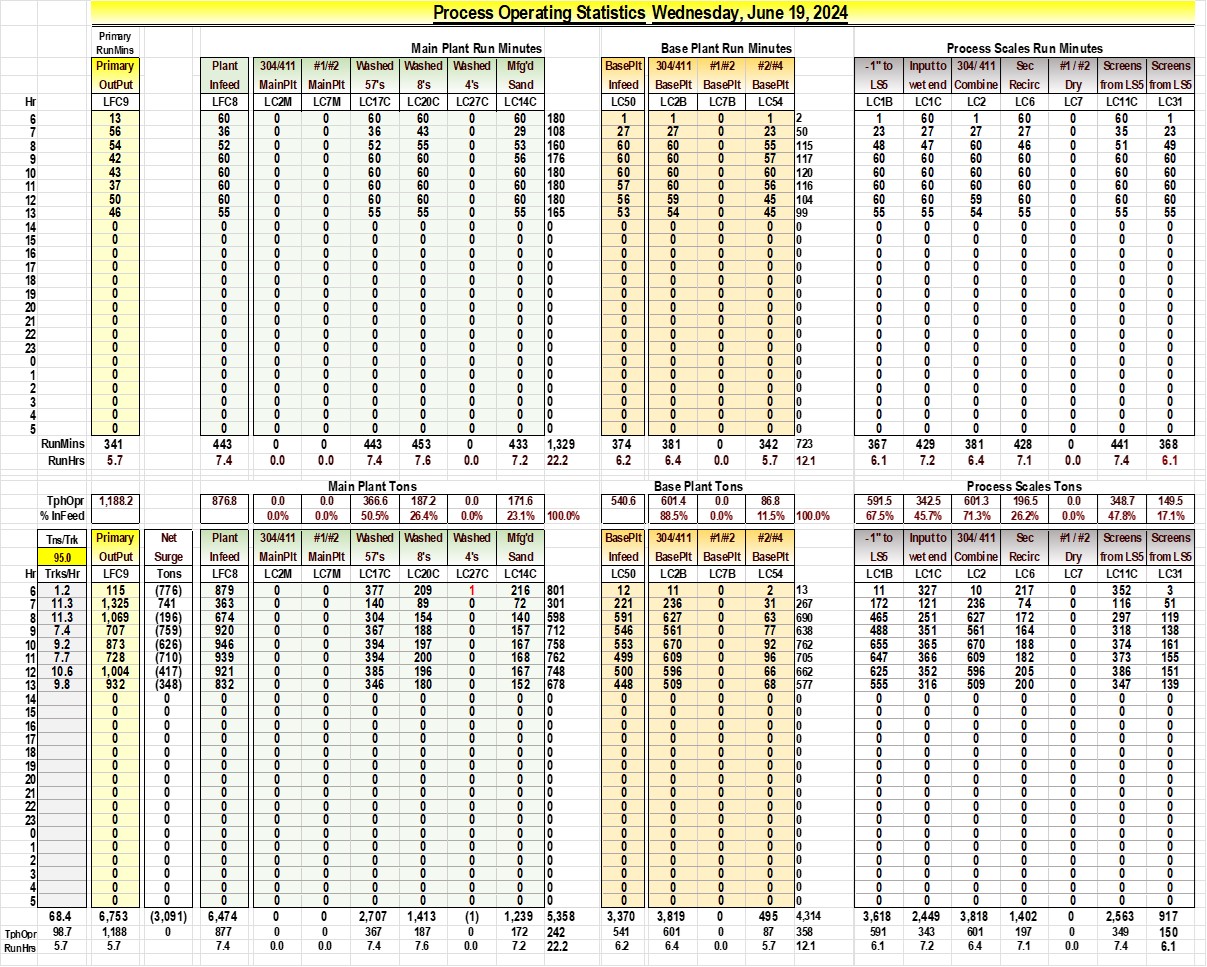 Process Operating Statistics Wednesday, June 19, 2024
Primary
RunMins Main Plant Run Minutes Base Plant Run Minutes Process Scales Run Minutes
Primary Plant 304/411 #1/#2 Washed Washed Washed Mfg'd BasePlt 304/411 #1/#2 #2/#4 -1" to Input to 304/ 411 Sec #1 / #2 Screens Screens
OutPut Infeed MainPlt MainPlt 57's 8's 4's Sand Infeed BasePlt BasePlt BasePlt LS5 wet end Combine Recirc Dry from LS5 from LS5
Hr LFC9 LFC8 LC2M LC7M LC17C LC20C LC27C LC14C LC50 LC2B LC7B LC54 LC1B LC1C LC2 LC6 LC7 LC11C LC31
6 13 60 0 0 60 60 0 60 180 1 1 0 1 2 1 60 1 60 0 60 1
7 56 36 0 0 36 43 0 29 108 27 27 0 23 50 23 27 27 27 0 35 23
8 54 52 0 0 52 55 0 53 160 60 60 0 55 115 48 47 60 46 0 51 49
9 42 60 0 0 60 60 0 56 176 60 60 0 57 117 60 60 60 60 0 60 60
10 43 60 0 0 60 60 0 60 180 60 60 0 60 120 60 60 60 60 0 60 60
11 37 60 0 0 60 60 0 60 180 57 60 0 56 116 60 60 60 60 0 60 60
12 50 60 0 0 60 60 0 60 180 56 59 0 45 104 60 60 59 60 0 60 60
13 46 55 0 0 55 55 0 55 165 53 54 0 45 99 55 55 54 55 0 55 55
14 0 0 0 0 0 0 0 0 0 0 0 0 0 0 0 0 0 0 0 0 0
15 0 0 0 0 0 0 0 0 0 0 0 0 0 0 0 0 0 0 0 0 0
16 0 0 0 0 0 0 0 0 0 0 0 0 0 0 0 0 0 0 0 0 0
17 0 0 0 0 0 0 0 0 0 0 0 0 0 0 0 0 0 0 0 0 0
18 0 0 0 0 0 0 0 0 0 0 0 0 0 0 0 0 0 0 0 0 0
19 0 0 0 0 0 0 0 0 0 0 0 0 0 0 0 0 0 0 0 0 0
20 0 0 0 0 0 0 0 0 0 0 0 0 0 0 0 0 0 0 0 0 0
21 0 0 0 0 0 0 0 0 0 0 0 0 0 0 0 0 0 0 0 0 0
22 0 0 0 0 0 0 0 0 0 0 0 0 0 0 0 0 0 0 0 0 0
23 0 0 0 0 0 0 0 0 0 0 0 0 0 0 0 0 0 0 0 0 0
0 0 0 0 0 0 0 0 0 0 0 0 0 0 0 0 0 0 0 0 0 0
1 0 0 0 0 0 0 0 0 0 0 0 0 0 0 0 0 0 0 0 0 0
2 0 0 0 0 0 0 0 0 0 0 0 0 0 0 0 0 0 0 0 0 0
3 0 0 0 0 0 0 0 0 0 0 0 0 0 0 0 0 0 0 0 0 0
4 0 0 0 0 0 0 0 0 0 0 0 0 0 0 0 0 0 0 0 0 0
5 0 0 0 0 0 0 0 0 0 0 0 0 0 0 0 0 0 0 0 0 0
RunMins 341 443 0 0 443 453 0 433 1,329 374 381 0 342 723 367 429 381 428 0 441 368
RunHrs 5.7 7.4 0.0 0.0 7.4 7.6 0.0 7.2 22.2 6.2 6.4 0.0 5.7 12.1 6.1 7.2 6.4 7.1 0.0 7.4 6.1
Main Plant Tons Base Plant Tons Process Scales Tons
TphOpr 1,188.2 876.8 0.0 0.0 366.6 187.2 0.0 171.6 540.6 601.4 0.0 86.8 591.5 342.5 601.3 196.5 0.0 348.7 149.5
% InFeed 0.0% 0.0% 50.5% 26.4% 0.0% 23.1% 100.0% 88.5% 0.0% 11.5% 100.0% 67.5% 45.7% 71.3% 26.2% 0.0% 47.8% 17.1%
Tns/Trk Primary Net Plant 304/411 #1/#2 Washed Washed Washed Mfg'd BasePlt 304/411 #1/#2 #2/#4 -1" to Input to 304/ 411 Sec #1 / #2 Screens Screens
95.0 OutPut Surge Infeed MainPlt MainPlt 57's 8's 4's Sand Infeed BasePlt BasePlt BasePlt LS5 wet end Combine Recirc Dry from LS5 from LS5
Hr Trks/Hr LFC9 Tons LFC8 LC2M LC7M LC17C LC20C LC27C LC14C LC50 LC2B LC7B LC54 LC1B LC1C LC2 LC6 LC7 LC11C LC31
6 1.2 115 (776) 879 0 0 377 209 1 216 801 12 11 0 2 13 11 327 10 217 0 352 3
7 11.3 1,325 741 363 0 0 140 89 0 72 301 221 236 0 31 267 172 121 236 74 0 116 51
8 11.3 1,069 (196) 674 0 0 304 154 0 140 598 591 627 0 63 690 465 251 627 172 0 297 119
9 7.4 707 (759) 920 0 0 367 188 0 157 712 546 561 0 77 638 488 351 561 164 0 318 138
10 9.2 873 (626) 946 0 0 394 197 0 167 758 553 670 0 92 762 655 365 670 188 0 374 161
11 7.7 728 (710) 939 0 0 394 200 0 168 762 499 609 0 96 705 647 366 609 182 0 373 155
12 10.6 1,004 (417) 921 0 0 385 196 0 167 748 500 596 0 66 662 625 352 596 205 0 386 151
13 9.8 932 (348) 832 0 0 346 180 0 152 678 448 509 0 68 577 555 316 509 200 0 347 139
14 0 0 0 0 0 0 0 0 0 0 0 0 0 0 0 0 0 0 0 0 0 0
15 0 0 0 0 0 0 0 0 0 0 0 0 0 0 0 0 0 0 0 0 0 0
16 0 0 0 0 0 0 0 0 0 0 0 0 0 0 0 0 0 0 0 0 0 0
17 0 0 0 0 0 0 0 0 0 0 0 0 0 0 0 0 0 0 0 0 0 0
18 0 0 0 0 0 0 0 0 0 0 0 0 0 0 0 0 0 0 0 0 0 0
19 0 0 0 0 0 0 0 0 0 0 0 0 0 0 0 0 0 0 0 0 0 0
20 0 0 0 0 0 0 0 0 0 0 0 0 0 0 0 0 0 0 0 0 0 0
21 0 0 0 0 0 0 0 0 0 0 0 0 0 0 0 0 0 0 0 0 0 0
22 0 0 0 0 0 0 0 0 0 0 0 0 0 0 0 0 0 0 0 0 0 0
23 0 0 0 0 0 0 0 0 0 0 0 0 0 0 0 0 0 0 0 0 0 0
0 0 0 0 0 0 0 0 0 0 0 0 0 0 0 0 0 0 0 0 0 0 0
1 0 0 0 0 0 0 0 0 0 0 0 0 0 0 0 0 0 0 0 0 0 0
2 0 0 0 0 0 0 0 0 0 0 0 0 0 0 0 0 0 0 0 0 0 0
3 0 0 0 0 0 0 0 0 0 0 0 0 0 0 0 0 0 0 0 0 0 0
4 0 0 0 0 0 0 0 0 0 0 0 0 0 0 0 0 0 0 0 0 0 0
5 0 0 0 0 0 0 0 0 0 0 0 0 0 0 0 0 0 0 0 0 0 0
68.4 6,753 (3,091) 6,474 0 0 2,707 1,413 (1) 1,239 5,358 3,370 3,819 0 495 4,314 3,618 2,449 3,818 1,402 0 2,563 917
TphOpr 98.7 1,188 0 877 0 0 367 187 0 172 242 541 601 0 87 358 591 343 601 197 0 349 150
RunHrs 5.7 5.7 7.4 0.0 0.0 7.4 7.6 0.0 7.2 22.2 6.2 6.4 0.0 5.7 12.1 6.1 7.2 6.4 7.1 0.0 7.4 6.1